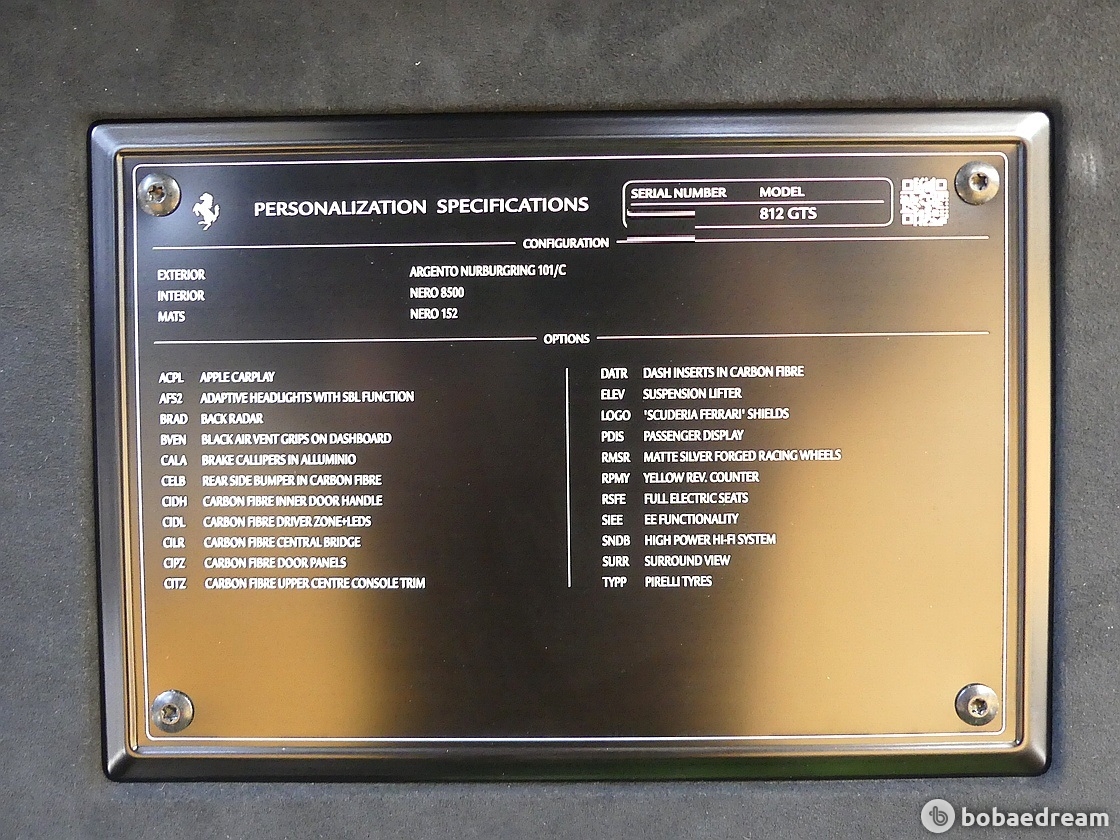 PERSONALIZATION SPECIFICATIONS
SERIAL NUMBER MODEL
812 GTS
CONFIGURATION
EXTERIOR ARGENTO NURBURGRING 101/C
INTERIOR NERO 8500
MATS NERO 152
OPTIONS
ACPL APPLE CARPLAY
AFS2 ADAPTIVE HEADLIGHTS WITH SBL FUNCTION
BRAD BACK RADAR
BVEN BLACK AIR VENT GRIPS ON DASHBOARD
CALA BRAKE CALLIPERS IN ALLUMINIO
CELB REAR SIDE BUMPER IN CARBON FIBRE
CIDH CARBON FIBRE INNER DOOR HANDLE
CIDL CARBON FIBRE DRIVER ZONE+LEDS
CILR CARBON FIBRE CENTRAL BRIDGE
CIPZ CARBON FIBRE DOOR PANELS
CITZ CARBON FIBRE UPPER CENTRE CONSOLE TRIM
DATR DASH INSERTS IN CARBON FIBRE
ELEV SUSPENSION LIFTER
LOGO 'SCUDERIA FERRARI' SHIELDS
PDIS PASSENGER DISPLAY
RMSR MATTE SILVER FORGED RACING WHEELS
RPMY YELLOW REV. COUNTER
RSFE FULL ELECTRIC SEATS
SIEE EE FUNCTIONALITY
SNDB HIGH POWER HI-FI SYSTEM
SURR SURROUND VIEW
TYPP PIRELLI TYRES
bobaedream